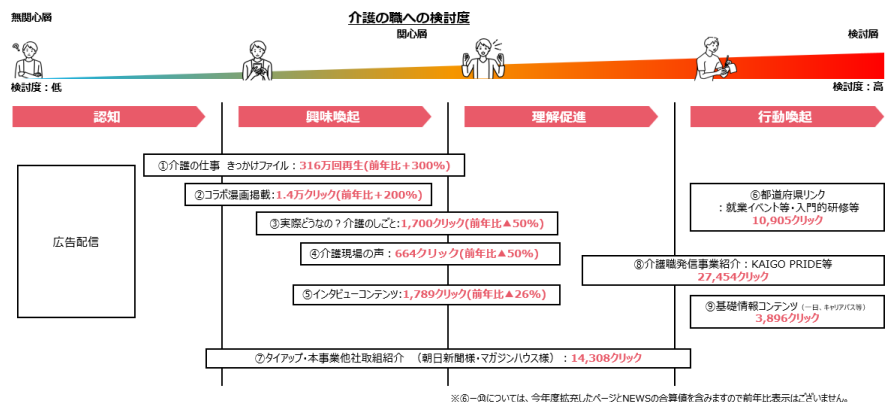 無関心層
介護の職への検討度
関心層
検討層
検討度：低
検討度：高
認知
興味喚起
理解促進
行動喚起
広告配信
①介護の仕事 きっかけファイル：316万回再生(前年比＋300%)
②コラボ漫画掲載:1.4万クリック(前年比＋200%)
③実際どうなの？介護のしごと:1,700クリック(前年比▲50%)
④介護現場の声：664クリック(前年比▲50%)
⑤インタビューコンテンツ:1,789クリック(前年比▲26%)
⑥都道府県リンク
：就業イベント等・入門的研修等
10,905クリック
⑧介護職発信事業紹介：KAIGO PRIDE等
27,454クリック
⑨基礎情報コンテンツ（一日、キャリアパス等）
3,896クリック
⑦タイアップ・本事業他社取組紹介 （朝日新聞様・マガジンハウス様）：14,308クリック
※⑥ー⑨については、今年度拡充したページとNEWSの合算値を含みますので前年比表示はございません。